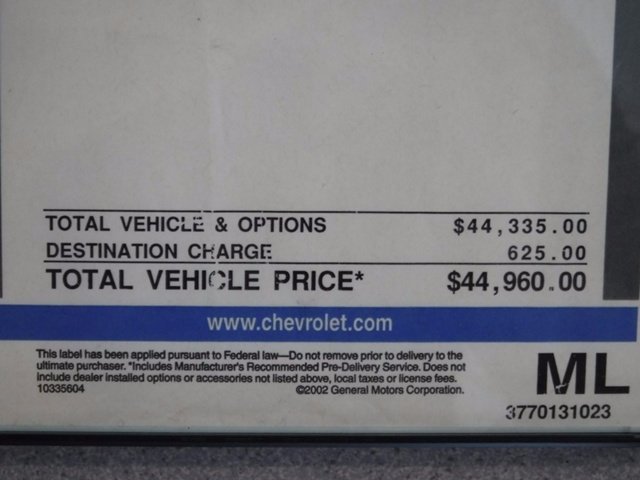 TOTAL VEHICLE & OPTIONS $44,335.00
DESTINATION CHARGE 625.00
TOTAL VEHICLE PRICE* $44,960.00
www.chevrolet.com
This label has been applied pursuant to Federal law—Do not remove prior to delivery to the
ultimate purchaser. *Includes Manufacturer's Recommended Pre-Delivery Service. Does not
include dealer installed options or accessories not listed above, local taxes or license fees.
10335604 ©2002 General Motors Corporation.
ML
3770131023